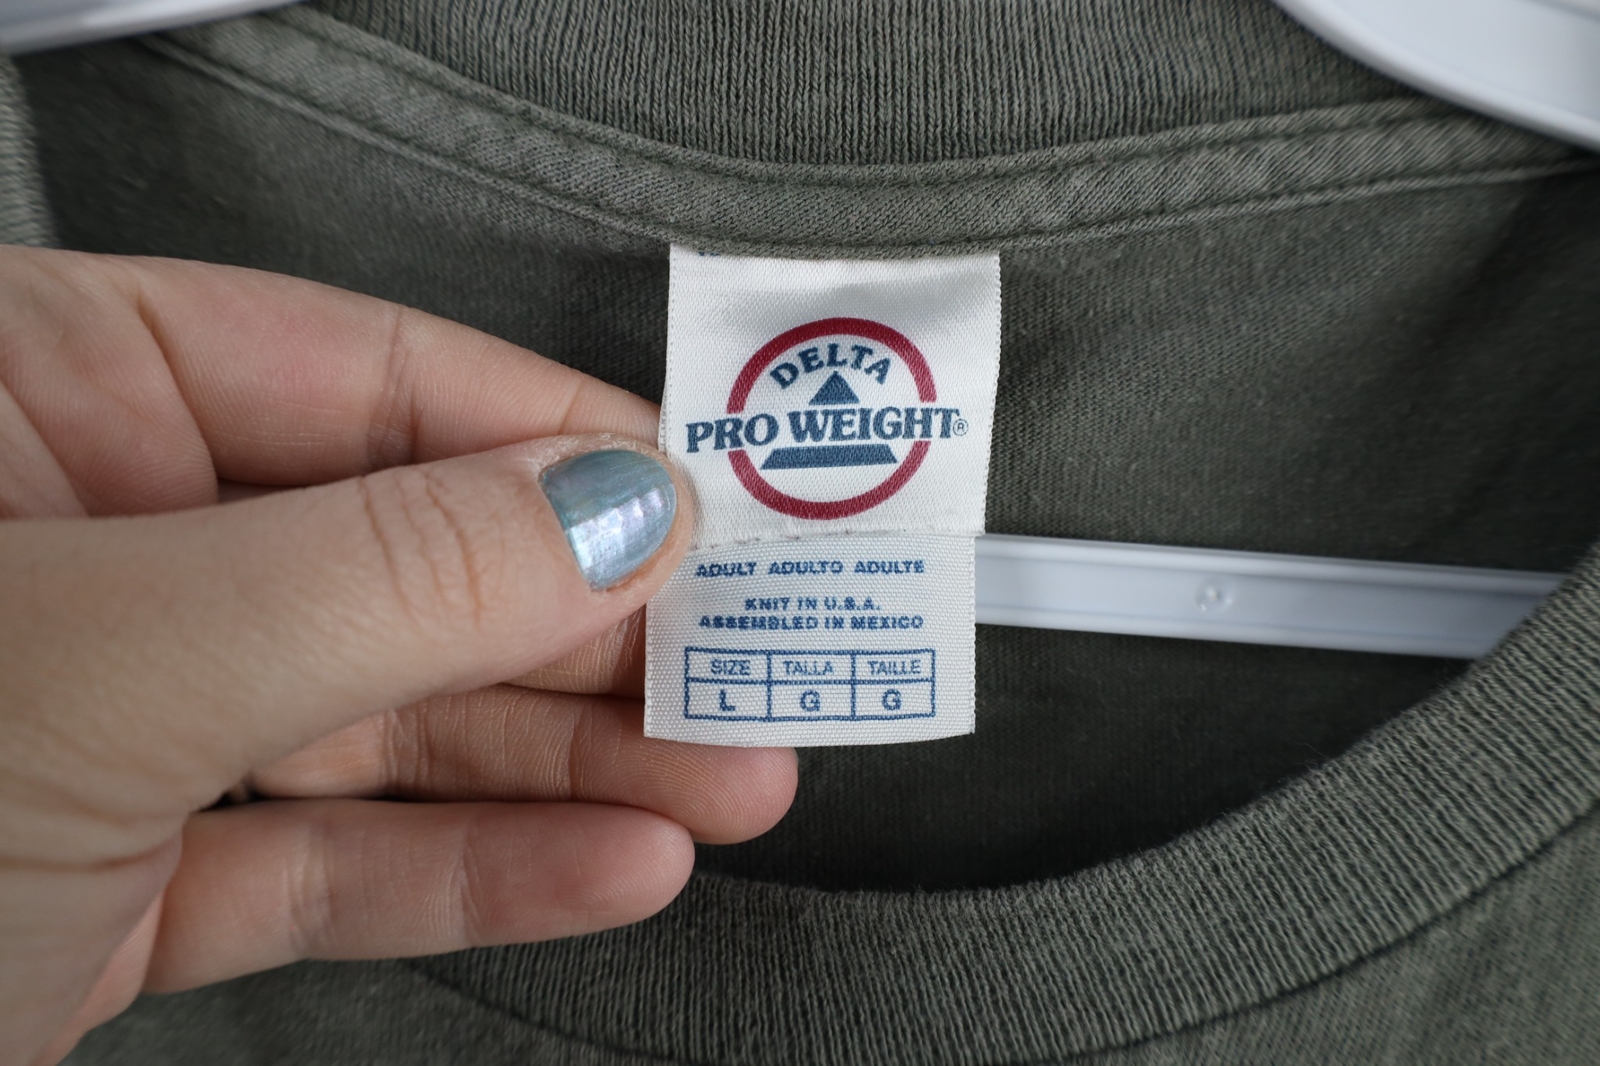 DELTA
PRO WEIGHT®
ADULT ADULTO ADULTE
KNIT IN U.S.A.
ASSEMBLED IN MEXICO
SIZE TALLA TAILLE
L G G